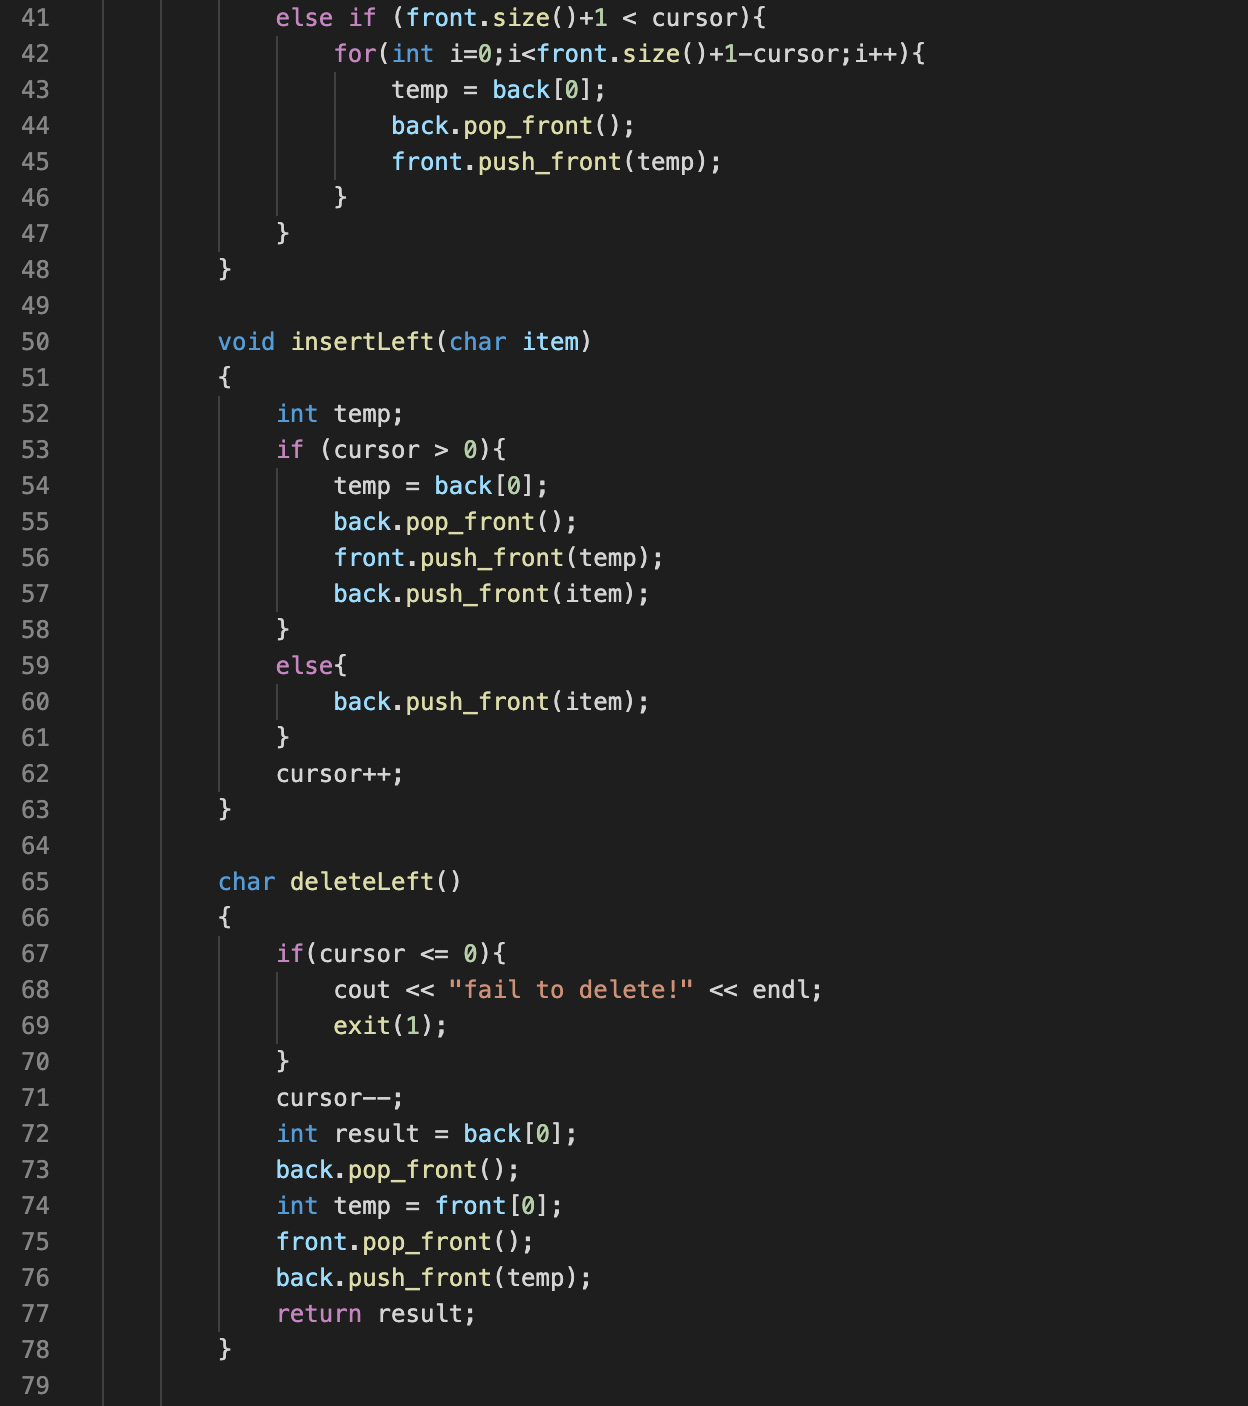 41 else if (front.size()+1 < cursor){
42 for(int i=0;i<front.size()+1-cursor;i++){
43 temp = back[0];
44 back.pop_front();
45 front.push_front(temp);
46 }
47 }
48 }
49
50 void insertLeft(char item)
51 {
52 int temp;
53 if (cursor > 0){
54 temp = back[0];
55 back.pop_front();
56 front.push_front(temp);
57 back.push_front(item);
58 }
59 else{
60 back.push_front(item);
61 }
62 cursor++;
63 }
64
65 char deleteLeft()
66 {
67 if(cursor <= 0){
68 cout << "fail to delete!" << endl;
69 exit(1);
70 }
71 cursor--;
72 int result = back[0];
73 back.pop_front();
74 int temp = front[0];
75 front.pop_front();
76 back.push_front(temp);
77 return result;
78 }
79